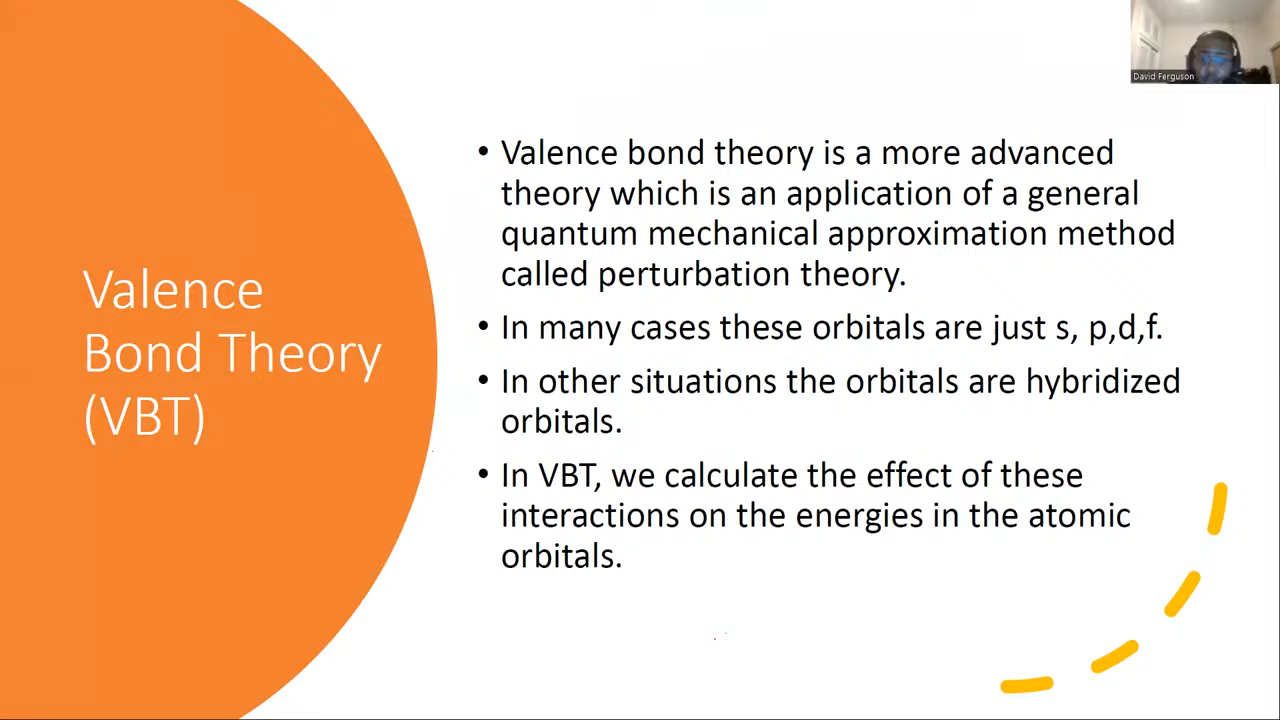 David Ferguson
Valence
Bond Theory
(VBT)
• Valence bond theory is a more advanced
theory which is an application of a general
quantum mechanical approximation method
called perturbation theory.
• In many cases these orbitals are just s, p,d,f.
• In other situations the orbitals are hybridized
orbitals.
• In VBT, we calculate the effect of these
interactions on the energies in the atomic
orbitals.